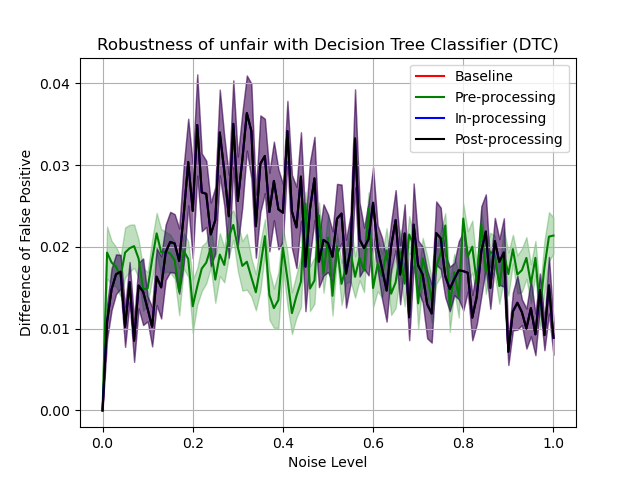 Robustness of unfair with Decision Tree Classifier (DTC)
Baseline
Pre-processing
In-processing
Post-processing
Difference of False Positive
0.04
0.03
0.02
0.01
0.00
0.0 0.2 0.4 0.6 0.8 1.0
Noise Level